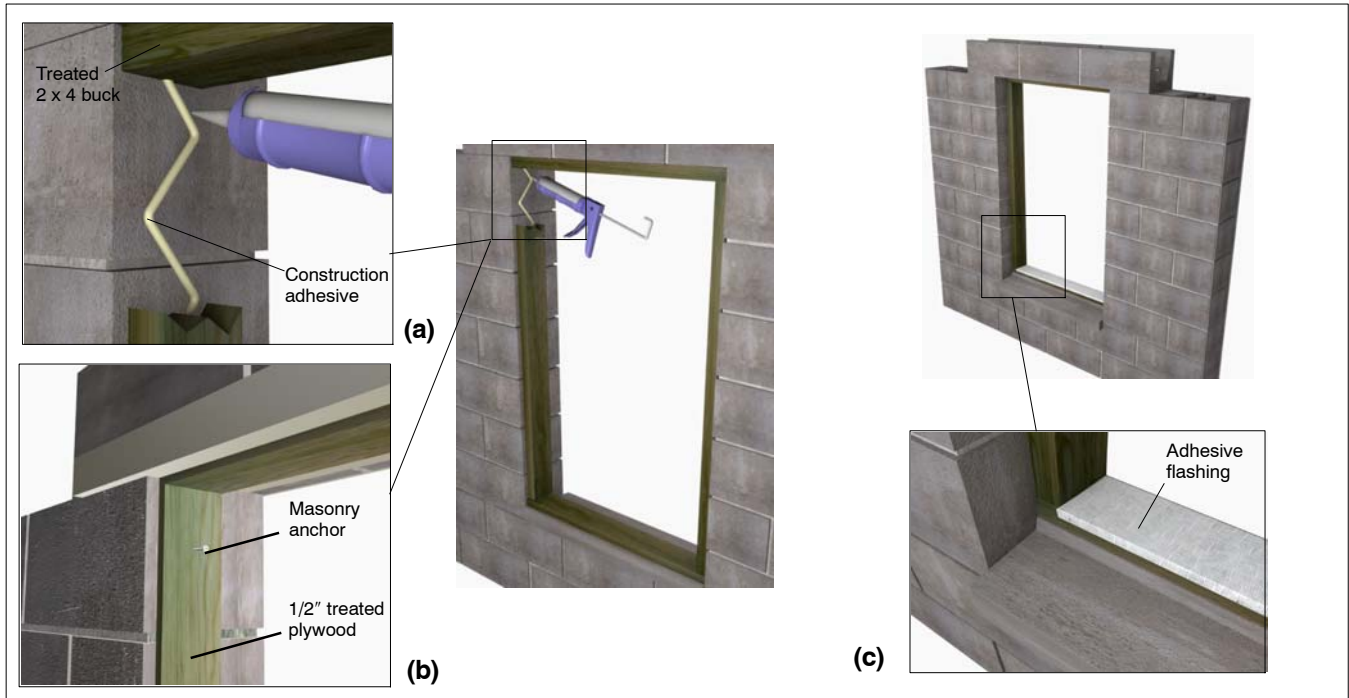 Treated
2 x 4 buck
Construction
adhesive
(a)
Masonry
anchor
1/2″ treated
plywood
(b)
Adhesive
flashing
(c)